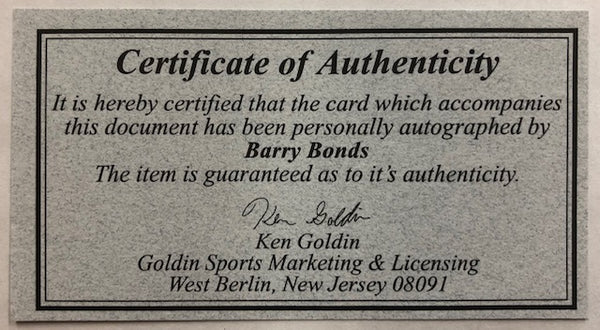 Certificate of Authenticity
It is hereby certified that the card which accompanies
this document has been personally autographed by
Barry Bonds
The item is guaranteed as to it's authenticity.
Ken Goldin
Ken Goldin
Goldin Sports Marketing & Licensing
West Berlin, New Jersey 08091